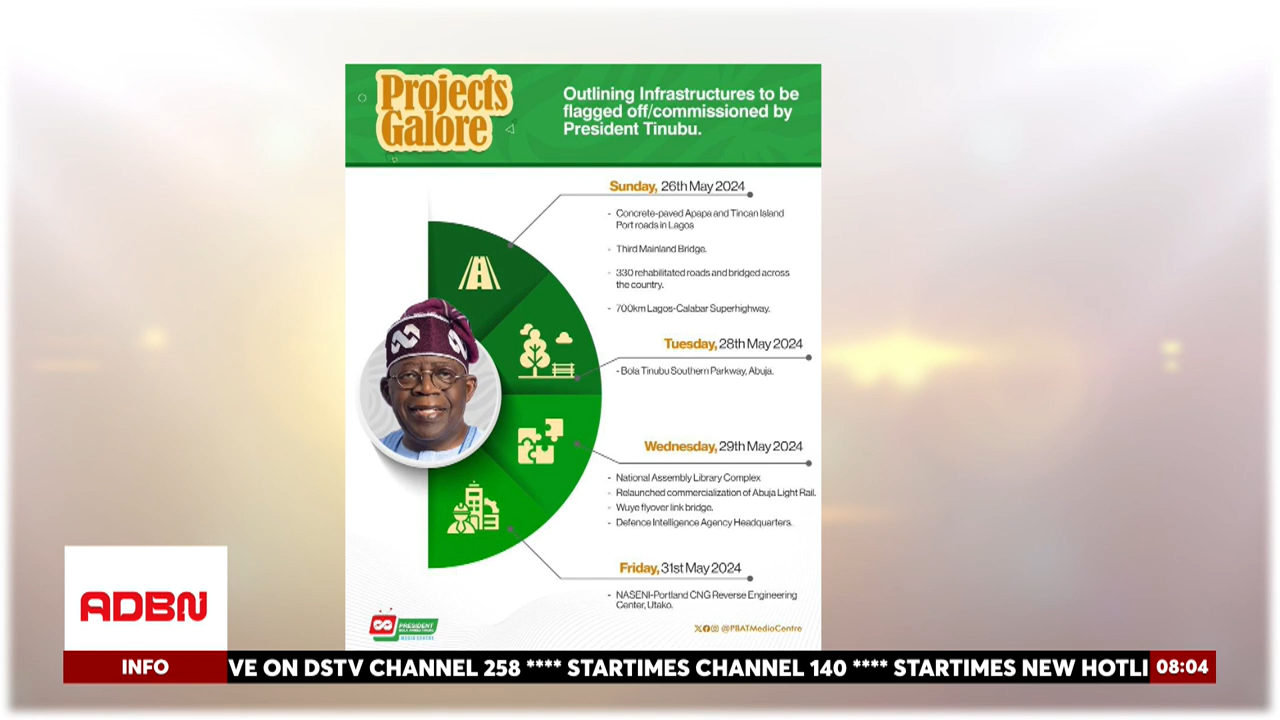 Projects
Galore
Outlining Infrastructures to be
flagged off/commissioned by
President Tinubu.
Sunday, 26th May 2024
- Concrete-paved Apapa and Tincan Island
Port roads in Lagos
- Third Mainland Bridge.
- 330 rehabilitated roads and bridged across
the country.
- 700km Lagos-Calabar Superhighway.
Tuesday, 28th May 2024
- Bola Tinubu Southern Parkway, Abuja.
Wednesday, 29th May 2024
- National Assembly Library Complex
- Relaunched commercialization of Abuja Light Rail.
- Wuye flyover link bridge.
- Defence Intelligence Agency Headquarters.
Friday, 31st May 2024
- NASENI-Portland CNG Reverse Engineering
Center, Utako.
PRESIDENT
MEDIA CENTRE
@PBATMediaCentre
ADBN
INFO
VE ON DSTV CHANNEL 258 **** STARTIMES CHANNEL 140 **** STARTIMES NEW HOTLI
08:04